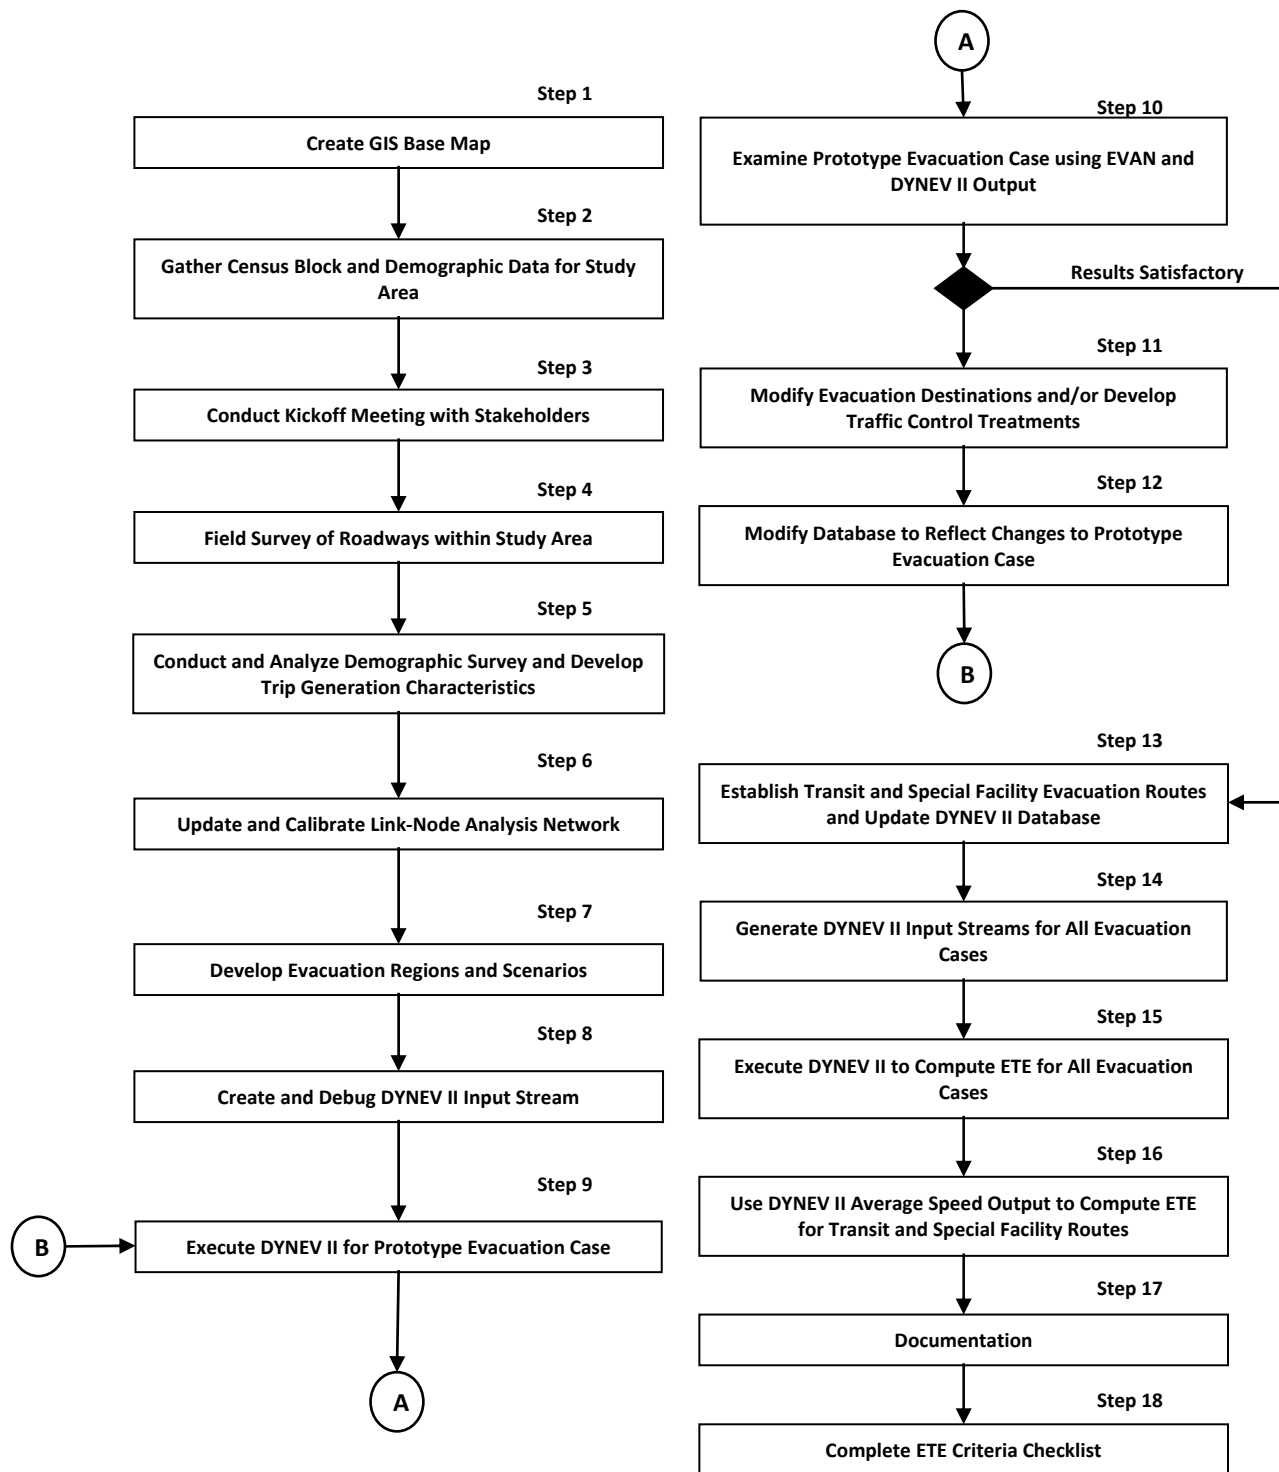 Step 1
Create GIS Base Map
Step 2
Gather Census Block and Demographic Data for Study
Area
Step 3
Conduct Kickoff Meeting with Stakeholders
Step 4
Field Survey of Roadways within Study Area
Step 5
Conduct and Analyze Demographic Survey and Develop
Trip Generation Characteristics
Step 6
Update and Calibrate Link-Node Analysis Network
Step 7
Develop Evacuation Regions and Scenarios
Step 8
Create and Debug DYNEV II Input Stream
Step 9
B
Execute DYNEV II for Prototype Evacuation Case
A
A
Step 10
Examine Prototype Evacuation Case using EVAN and
DYNEV II Output
Results Satisfactory
Step 11
Modify Evacuation Destinations and/or Develop
Traffic Control Treatments
Step 12
Modify Database to Reflect Changes to Prototype
Evacuation Case
B
Step 13
Establish Transit and Special Facility Evacuation Routes
and Update DYNEV II Database
Step 14
Generate DYNEV II Input Streams for All Evacuation
Cases
Step 15
Execute DYNEV II to Compute ETE for All Evacuation
Cases
Step 16
Use DYNEV II Average Speed Output to Compute ETE
for Transit and Special Facility Routes
Step 17
Documentation
Step 18
Complete ETE Criteria Checklist